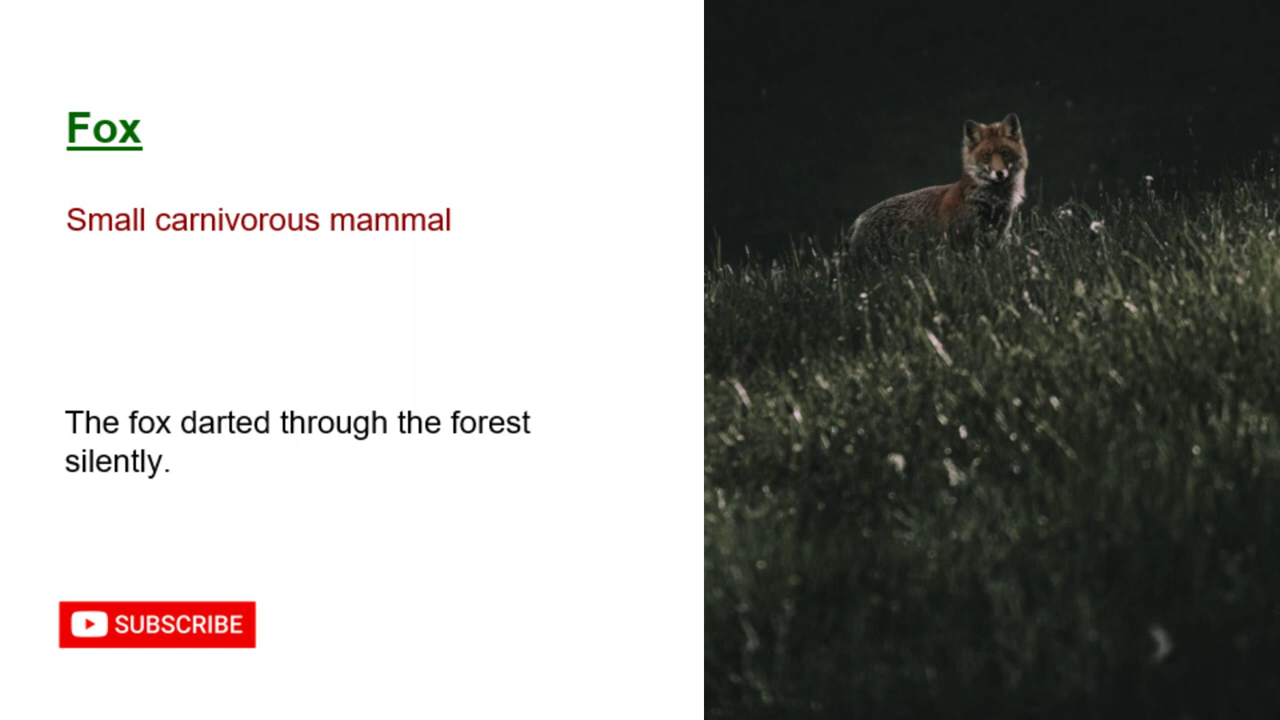 Fox
Small carnivorous mammal
The fox darted through the forest
silently.
SUBSCRIBE